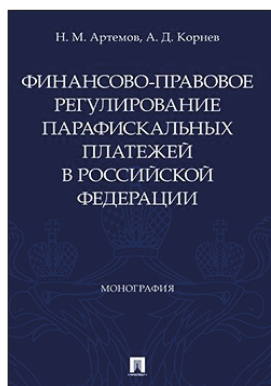 Н. М. Артемов, А. Д. Корнев
ФИНАНСОВО-ПРАВОВОЕ
РЕГУЛИРОВАНИЕ
ПАРАФИСКАЛЬНЫХ
ПЛАТЕЖЕЙ
В РОССИЙСКОЙ
ФЕДЕРАЦИИ
МОНОГРАФИЯ